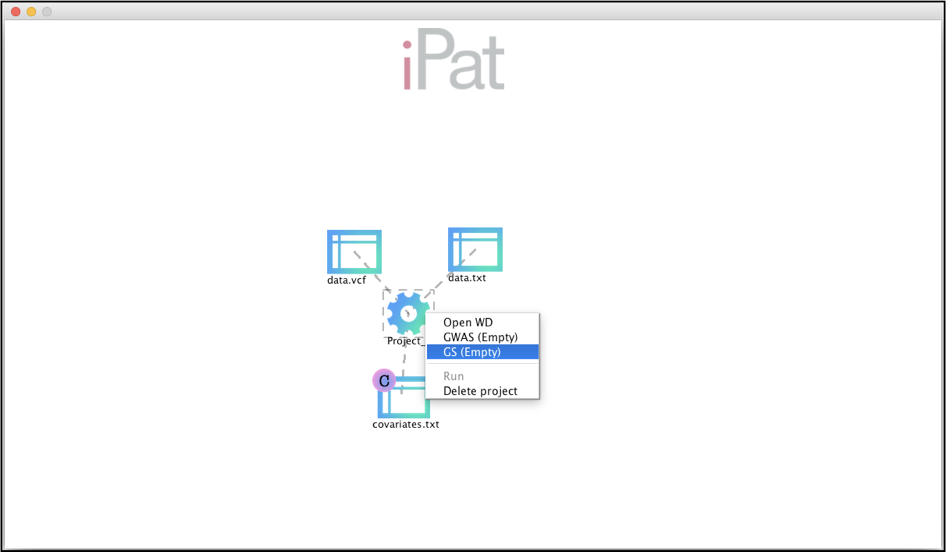 iPat
data.vcf
data.txt
Project_
Open WD
GWAS (Empty)
GS (Empty)
Run
Delete project
C
covariates.txt